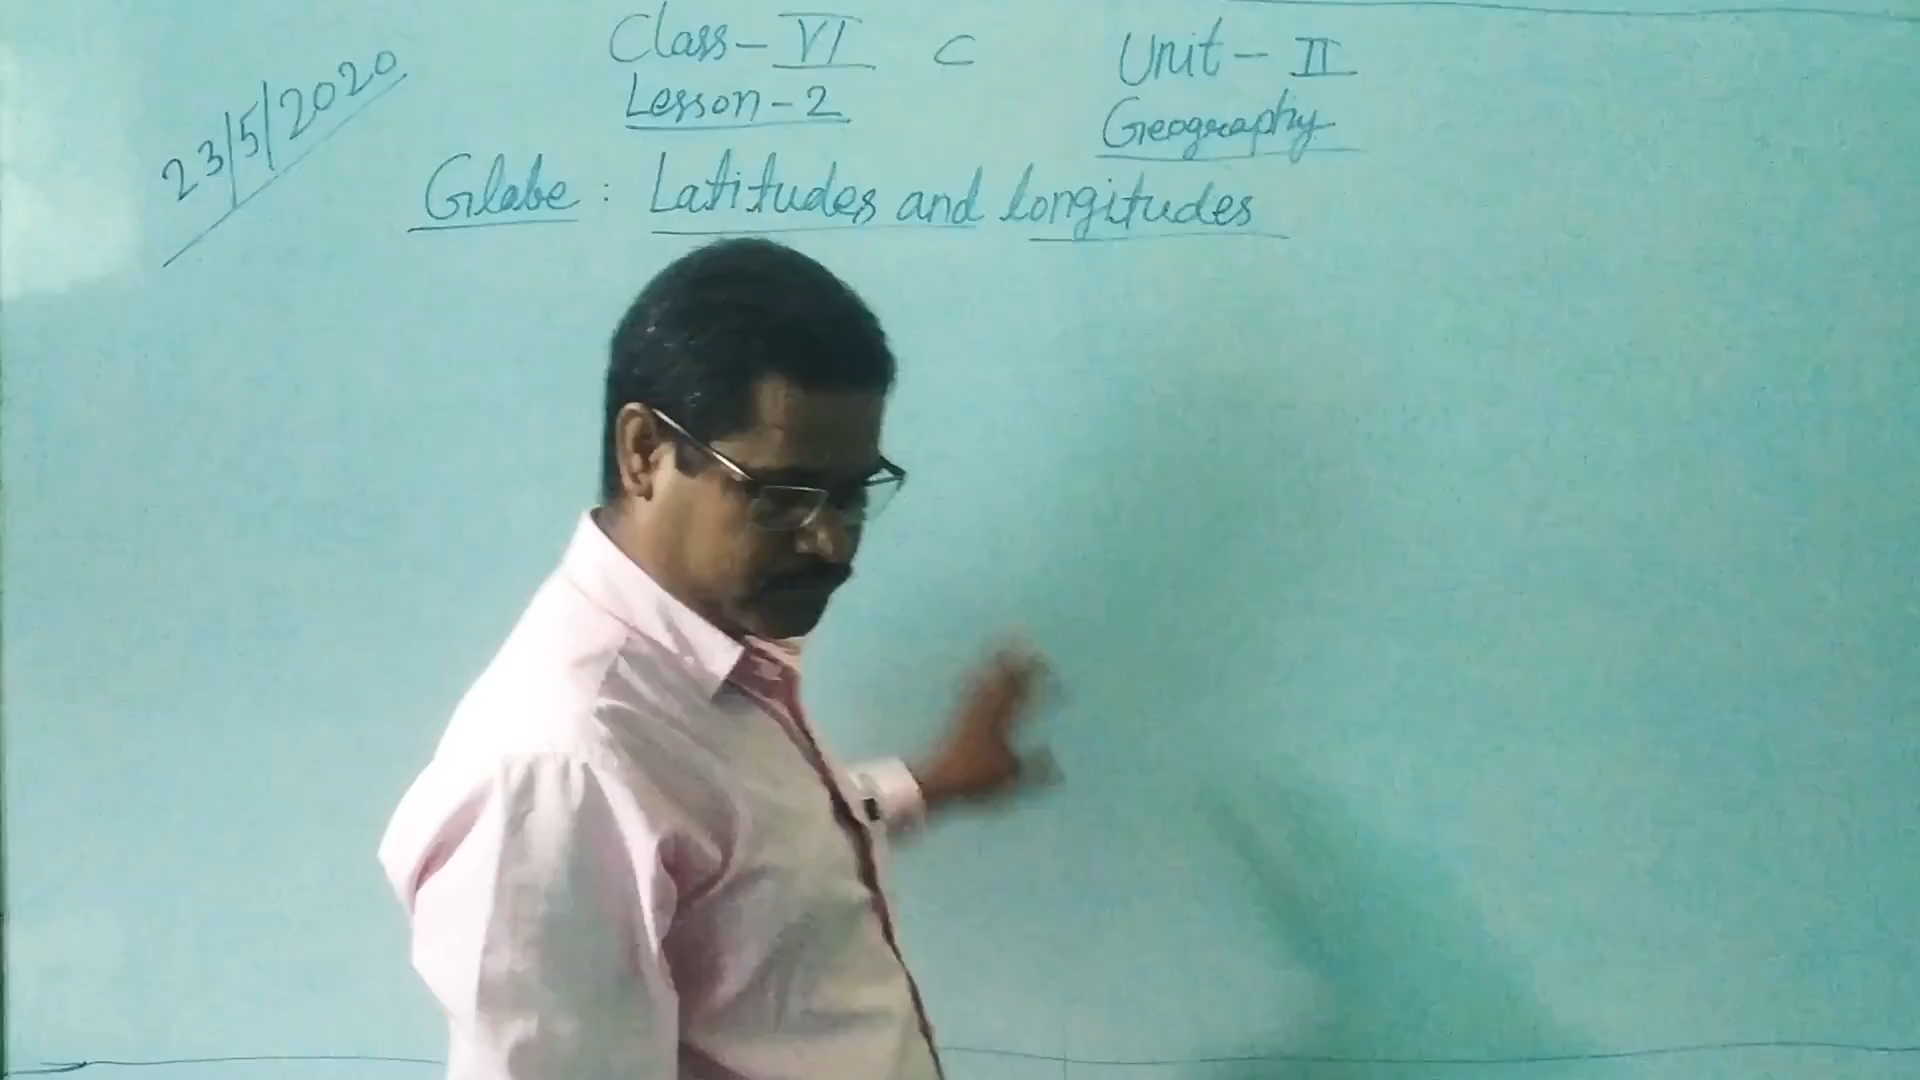 23/5/2020
Class - VI C Unit - II
Lesson - 2 Geography
Globe : Latitudes and longitudes